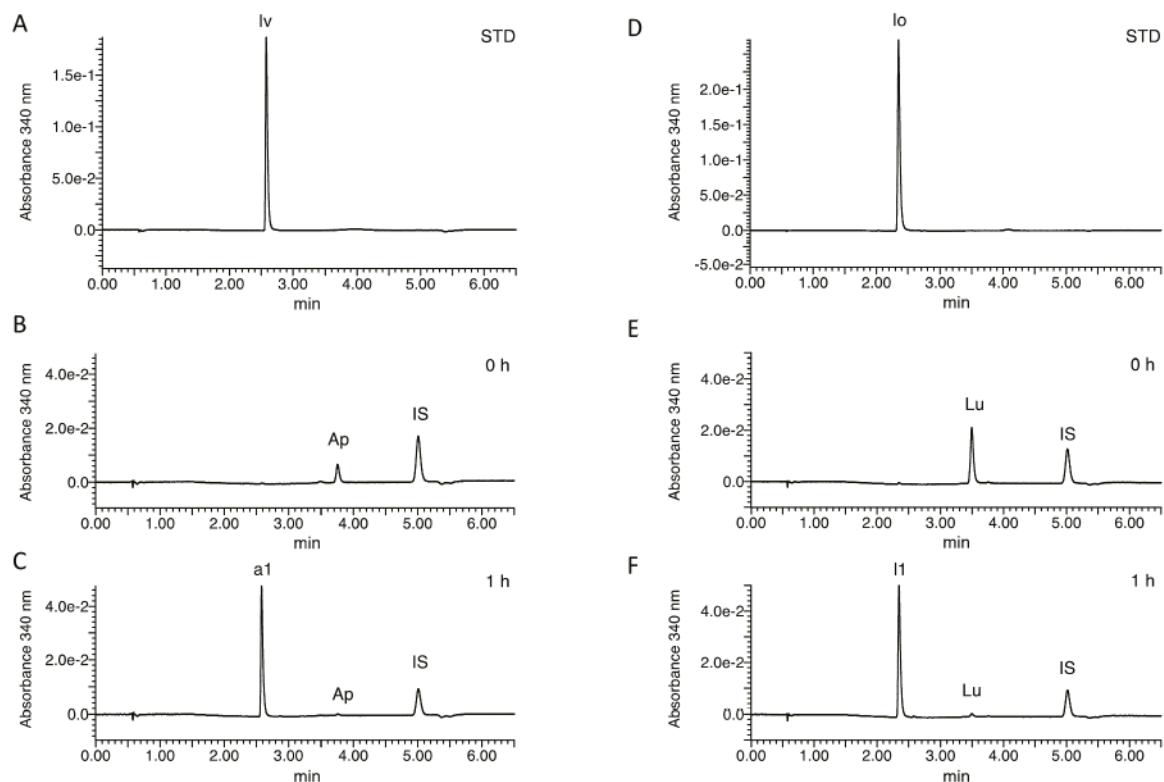 A
Iv
STD
Absorbance 340 nm
1.5e-1
1.0e-1
5.0e-2
0.0
0.00 1.00 2.00 3.00 4.00 5.00 6.00
min
B
0 h
Absorbance 340 nm
4.0e-2
2.0e-2
0.0
Ap
IS
0.00 1.00 2.00 3.00 4.00 5.00 6.00
min
C
a1
1 h
Absorbance 340 nm
4.0e-2
2.0e-2
0.0
Ap
IS
0.00 1.00 2.00 3.00 4.00 5.00 6.00
min
D
Io
STD
Absorbance 340 nm
2.0e-1
1.5e-1
1.0e-1
5.0e-2
0.0
-5.0e-2
0.00 1.00 2.00 3.00 4.00 5.00 6.00
min
E
0 h
Absorbance 340 nm
4.0e-2
2.0e-2
0.0
Lu
IS
0.00 1.00 2.00 3.00 4.00 5.00 6.00
min
F
l1
1 h
Absorbance 340 nm
4.0e-2
2.0e-2
0.0
Lu
IS
0.00 1.00 2.00 3.00 4.00 5.00 6.00
min